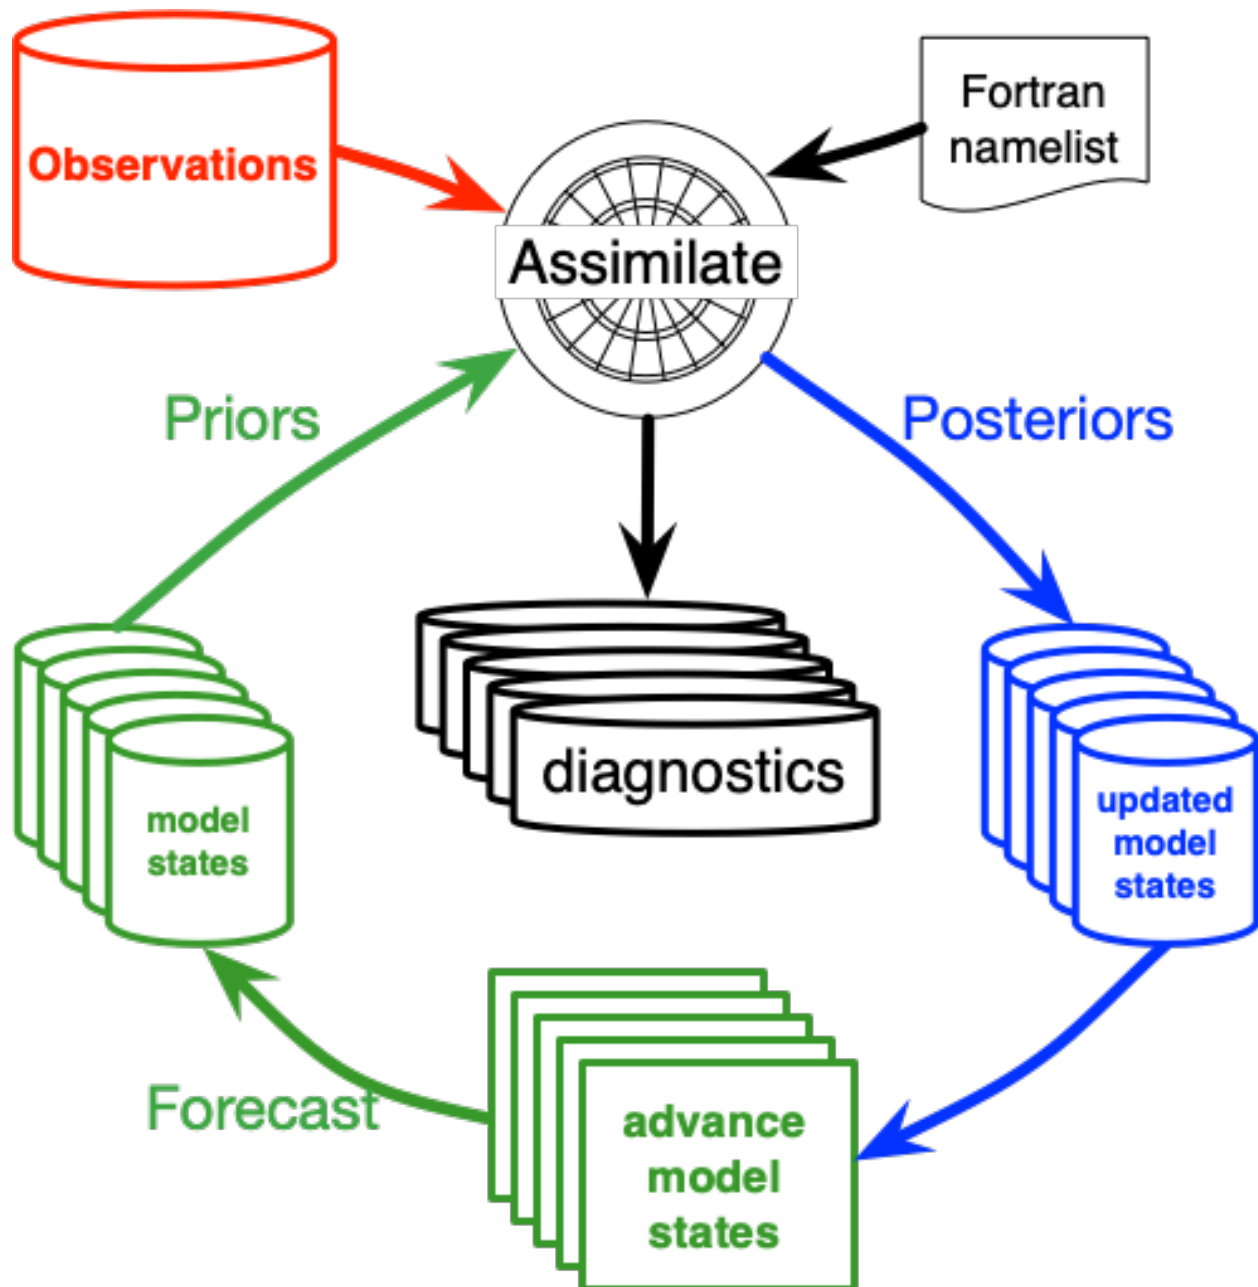 Observations
Fortran
namelist
Assimilate
Priors
Posteriors
diagnostics
model
states
updated
model
states
Forecast
advance
model
states